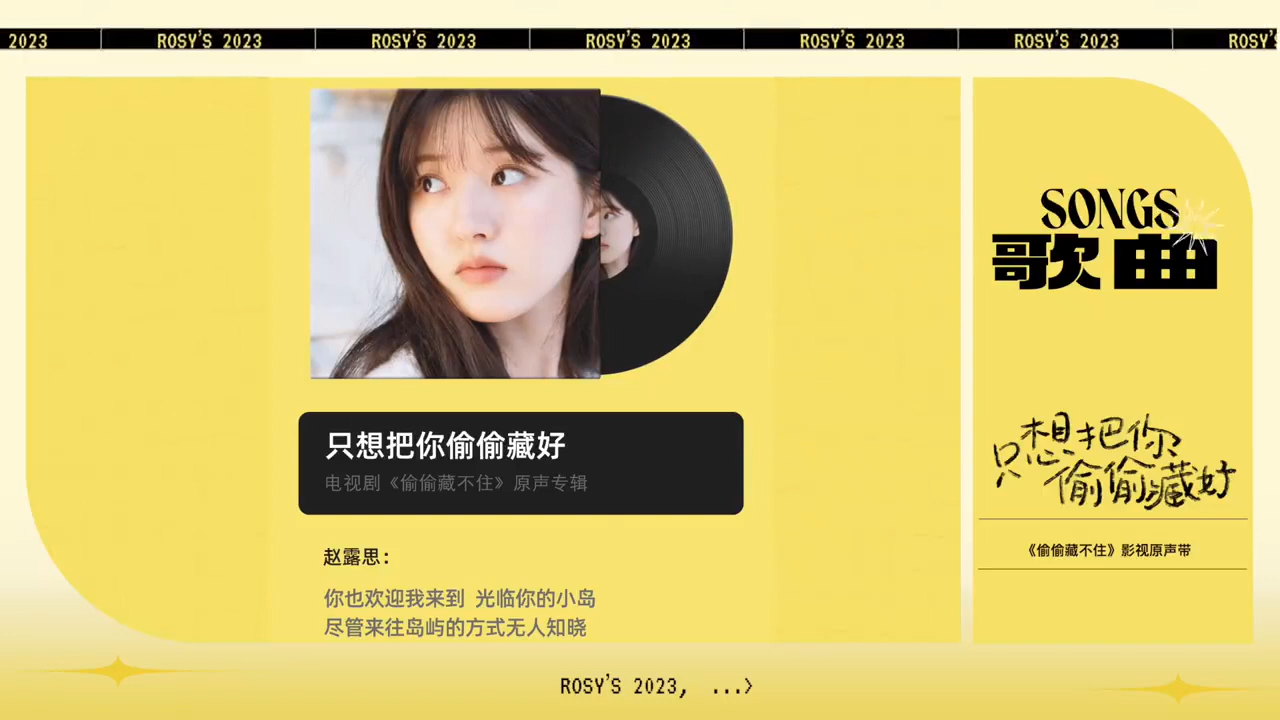 2023 ROSY'S 2023 ROSY'S 2023 ROSY'S 2023 ROSY'S 2023 ROSY'S 2023 ROSY'S
只想把你偷偷藏好
电视剧《偷偷藏不住》原声专辑
赵露思：
你也欢迎我来到 光临你的小岛
尽管来往岛屿的方式无人知晓
SONGS
歌曲
只想把你
偷偷藏好
《偷偷藏不住》影视原声带
ROSY'S 2023, ...>